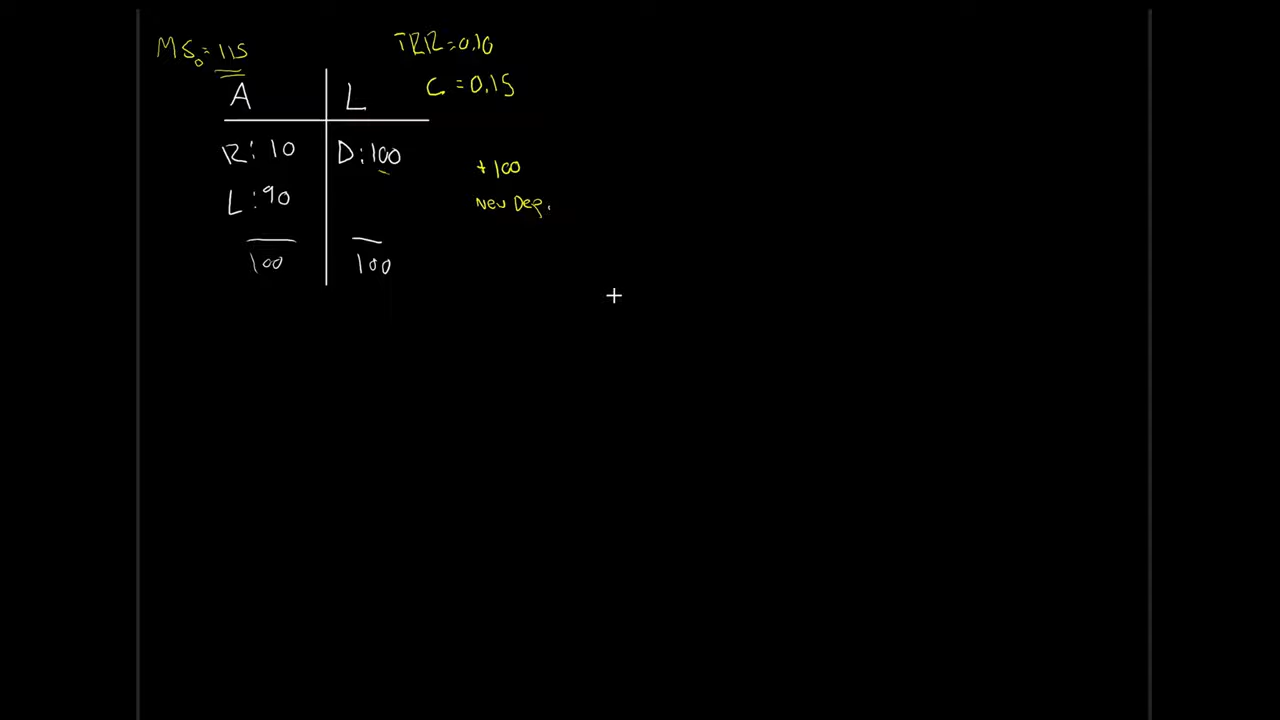 MS₀ = 115
TRR = 0.10
C = 0.15
A L
R: 10 D: 100
+ 100
L: 90
New Dep.
100 100